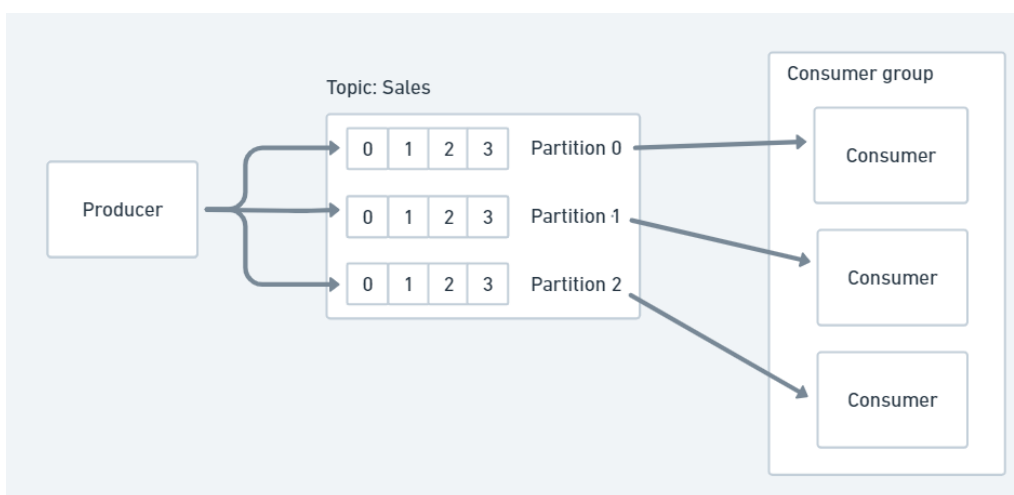 Consumer group
Topic: Sales
Producer
0 1 2 3 Partition 0
0 1 2 3 Partition 1
0 1 2 3 Partition 2
Consumer
Consumer
Consumer